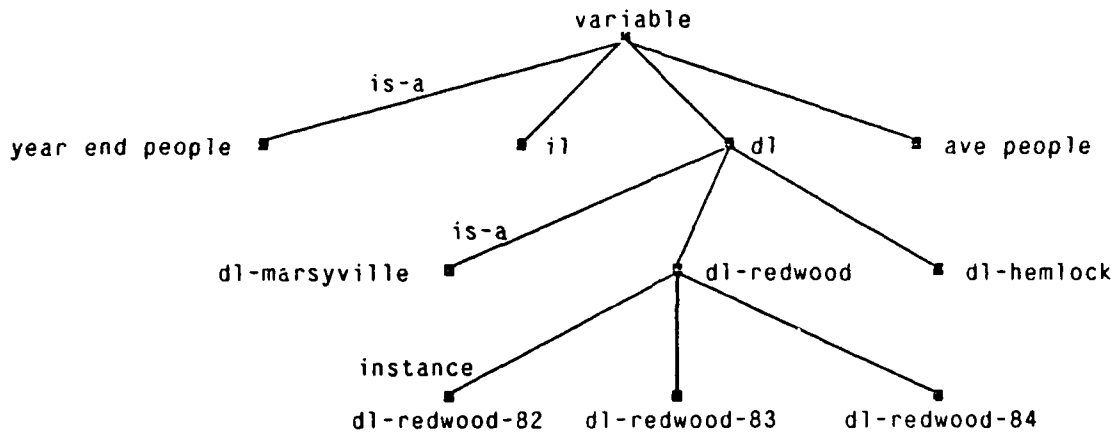 variable
is-a
year end people
il
dl
ave people
is-a
dl-marsyville
dl-redwood
dl-hemlock
instance
dl-redwood-82
dl-redwood-83
dl-redwood-84